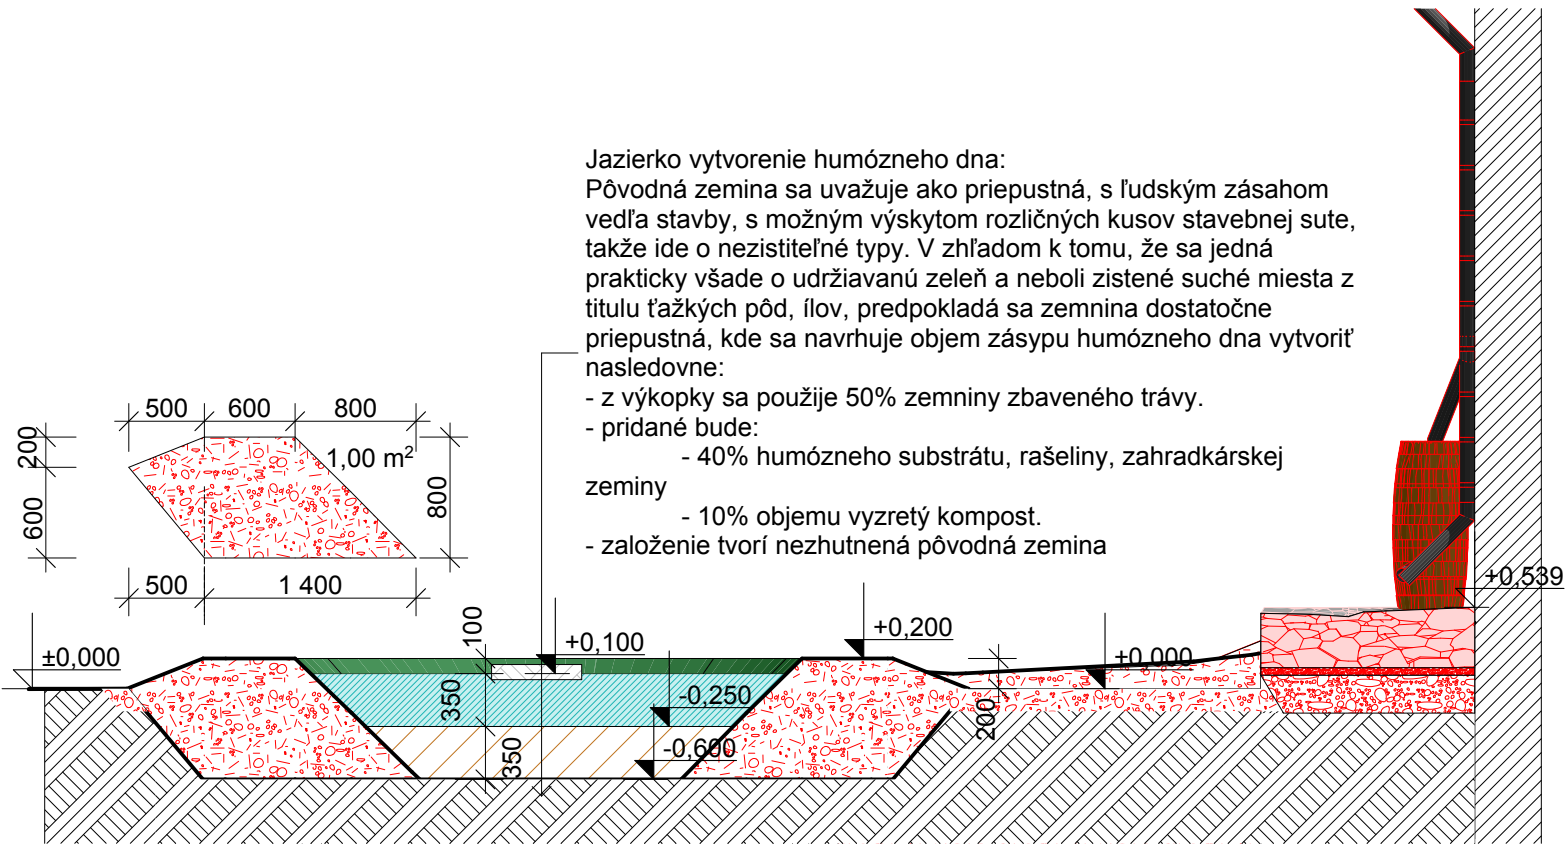 Jazierko vytvorenie humózneho dna:
Pôvodná zemina sa uvažuje ako priepustná, s ľudským zásahom
vedľa stavby, s možným výskytom rozličných kusov stavebnej sute,
takže ide o nezistiteľné typy. V zhľadom k tomu, že sa jedná
prakticky všade o udržiavanú zeleň a neboli zistené suché miesta z
titulu ťažkých pôd, ílov, predpokladá sa zemnina dostatočne
priepustná, kde sa navrhuje objem zásypu humózneho dna vytvoriť
nasledovne:
- z výkopky sa použije 50% zemniny zbaveného trávy.
- pridané bude:
- 40% humózneho substrátu, rašeliny, zahradkárskej
zeminy
- 10% objemu vyzretý kompost.
- založenie tvorí nezhutnená pôvodná zemina
500 600 800
200
1,00 m²
600
800
500 1 400
+0,539
±0,000
100
+0,100
+0,200
+0,000
350
-0,250
200
350
-0,600